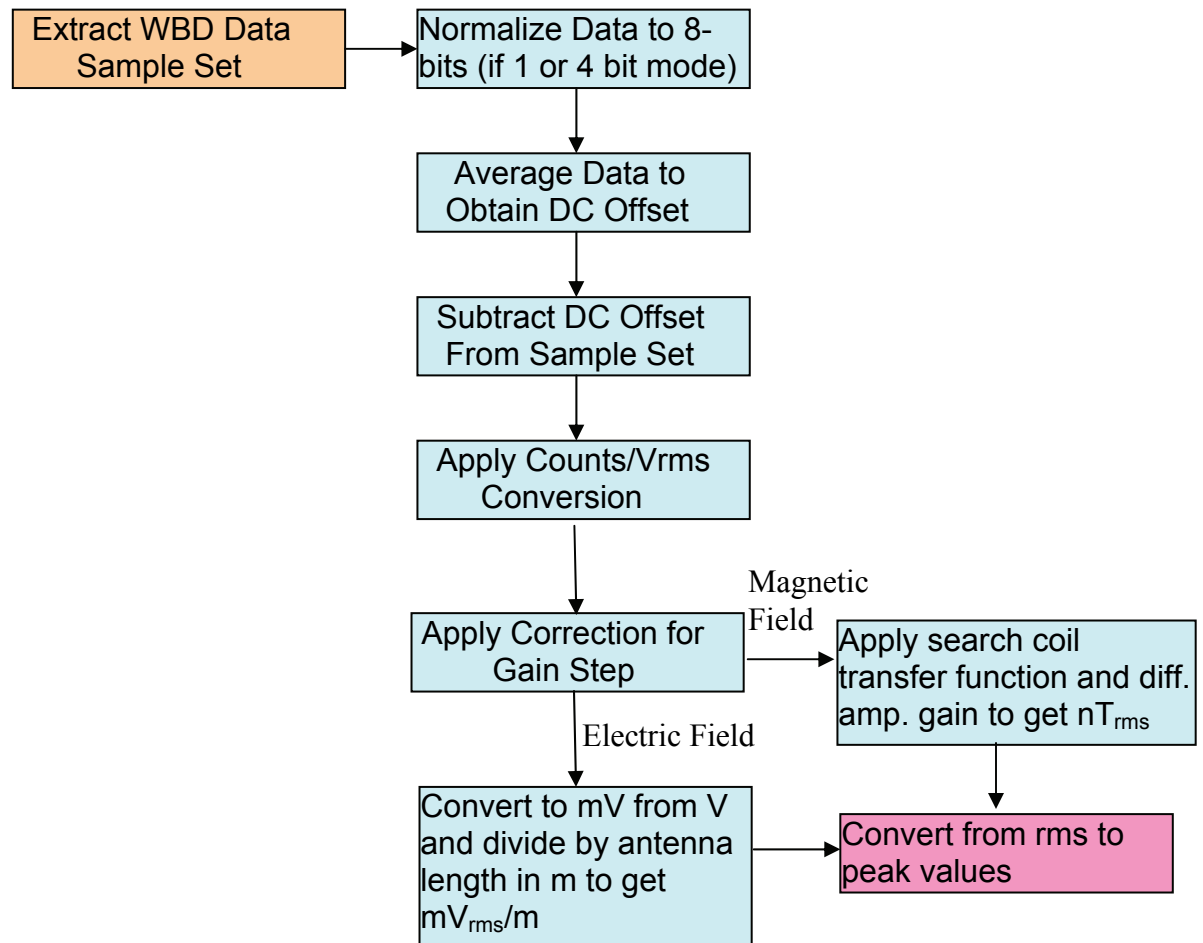 Extract WBD Data
Sample Set
Normalize Data to 8-
bits (if 1 or 4 bit mode)
Average Data to
Obtain DC Offset
Subtract DC Offset
From Sample Set
Apply Counts/Vrms
Conversion
Apply Correction for
Gain Step
Magnetic
Field
Apply search coil
transfer function and diff.
amp. gain to get nTrms
Electric Field
Convert to mV from V
and divide by antenna
length in m to get
mVrms/m
Convert from rms to
peak values